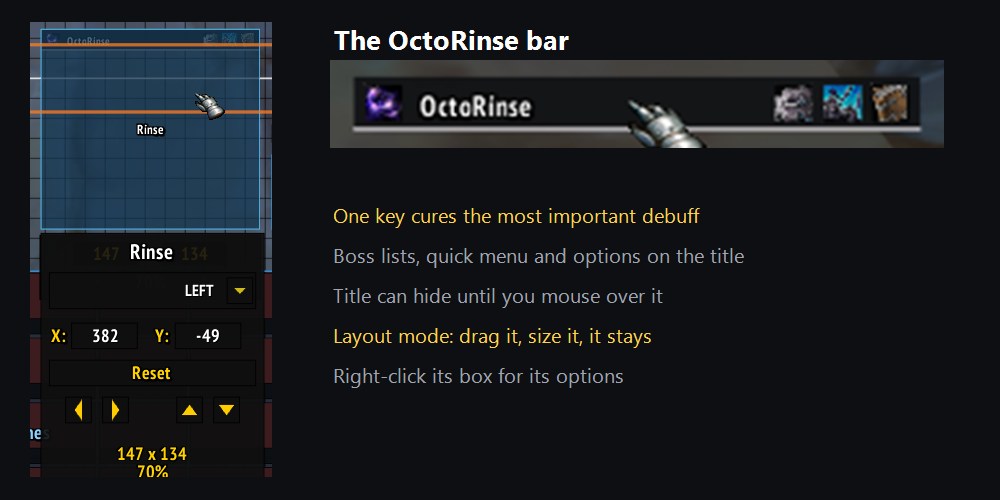 OctoRinse
Rinse
147 134
Rinse
LEFT
X: 382 Y: -49
Reset
147 x 134
70%
The OctoRinse bar
OctoRinse
One key cures the most important debuff
Boss lists, quick menu and options on the title
Title can hide until you mouse over it
Layout mode: drag it, size it, it stays
Right-click its box for its options